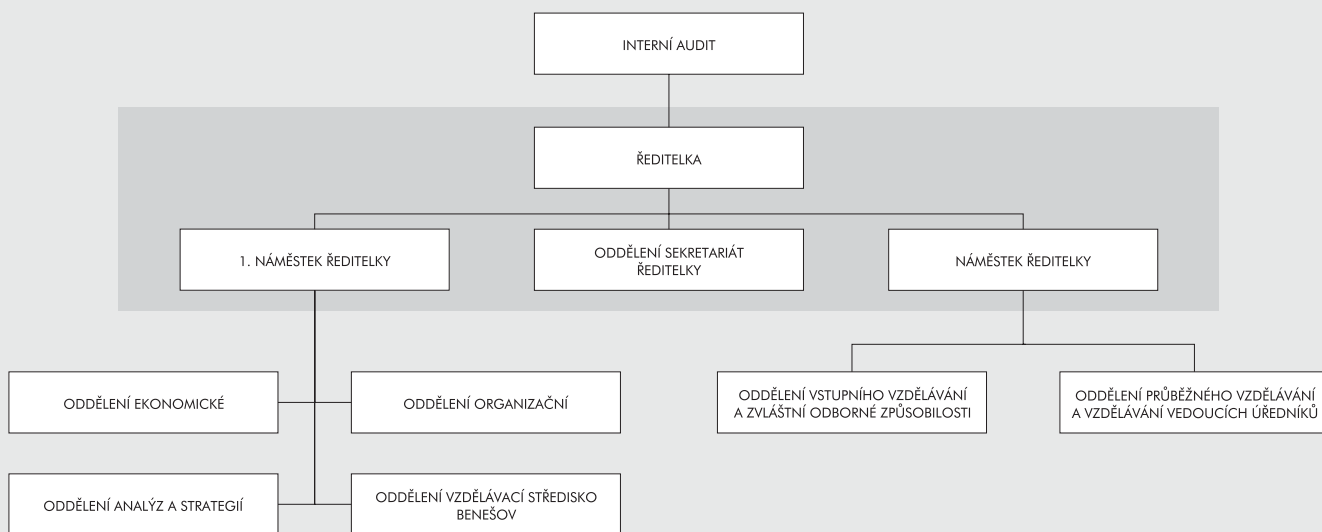 INTERNÍ AUDIT
ŘEDITELKA
1. NÁMĚSTEK ŘEDITELKY
ODDĚLENÍ SEKRETARIÁT
ŘEDITELKY
NÁMĚSTEK ŘEDITELKY
ODDĚLENÍ EKONOMICKÉ
ODDĚLENÍ ORGANIZAČNÍ
ODDĚLENÍ VSTUPNÍHO VZDĚLÁVÁNÍ
A ZVLÁŠTNÍ ODBORNÉ ZPŮSOBILOSTI
ODDĚLENÍ PRŮBĚŽNÉHO VZDĚLÁVÁNÍ
A VZDĚLÁVÁNÍ VEDOUCÍCH ÚŘEDNÍKŮ
ODDĚLENÍ ANALÝZ A STRATEGIÍ
ODDĚLENÍ VZDĚLÁVACÍ STŘEDISKO
BENEŠOV